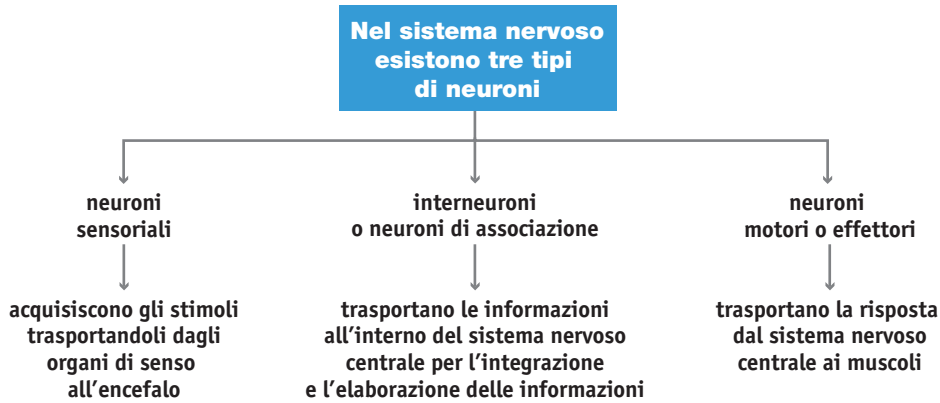 Nel sistema nervoso
esistono tre tipi
di neuroni
neuroni
sensoriali
interneuroni
o neuroni di associazione
neuroni
motori o effettori
acquisiscono gli stimoli
trasportandoli dagli
organi di senso
all’encefalo
trasportano le informazioni
all’interno del sistema nervoso
centrale per l’integrazione
e l’elaborazione delle informazioni
trasportano la risposta
dal sistema nervoso
centrale ai muscoli